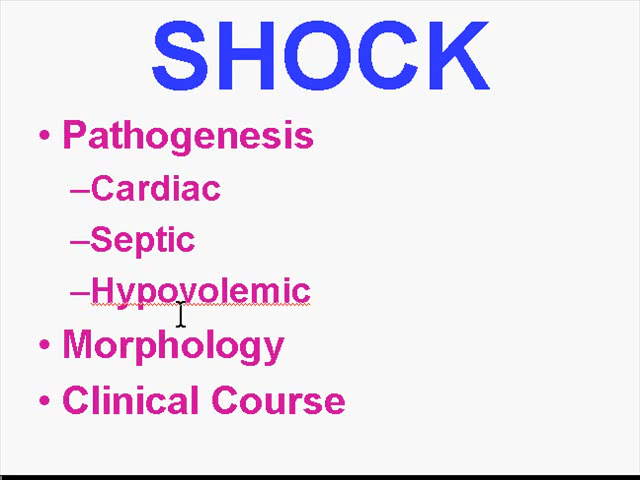 SHOCK
• Pathogenesis
–Cardiac
–Septic
–Hypovolemic
• Morphology
• Clinical Course